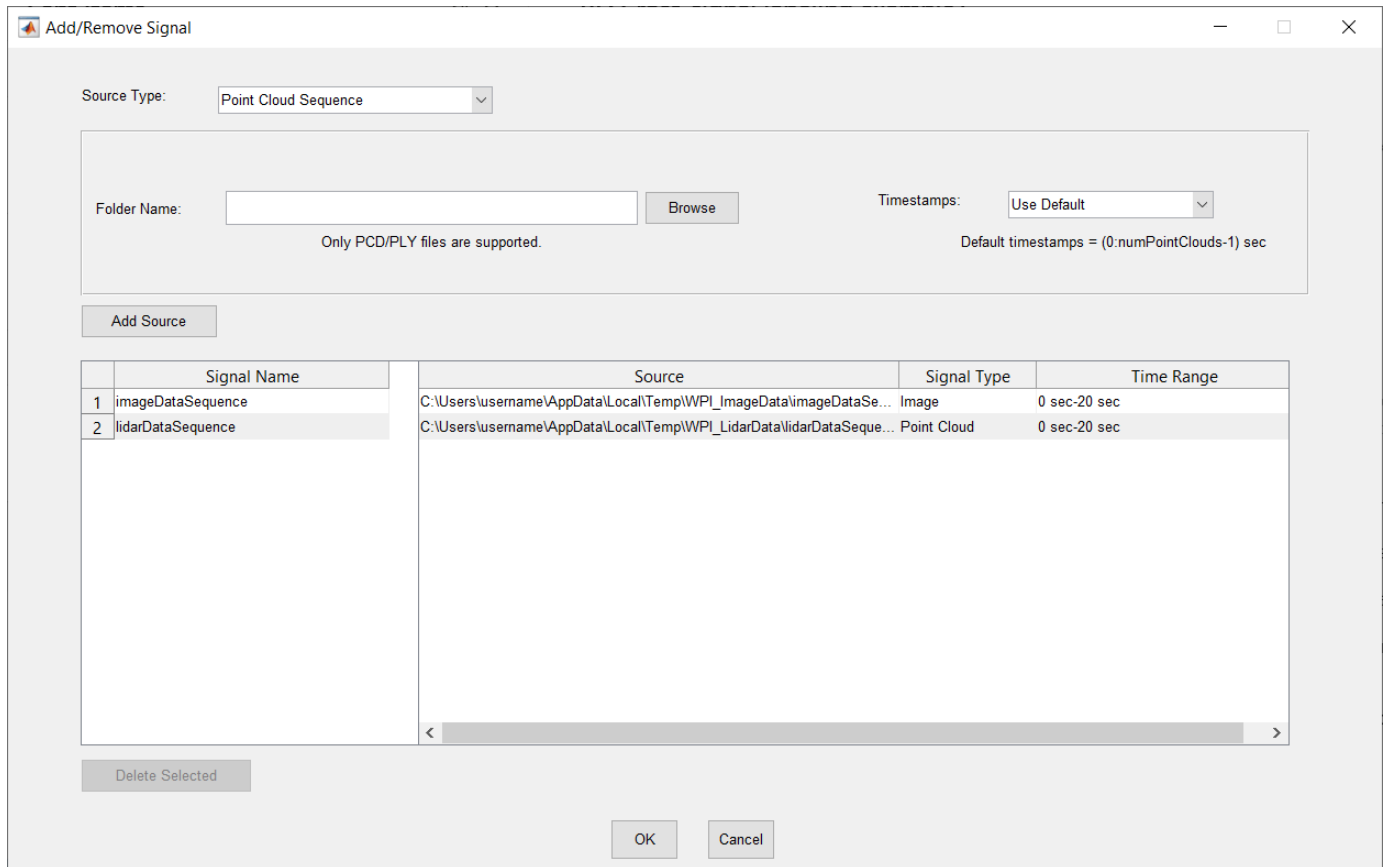 Add/Remove Signal
Source Type: Point Cloud Sequence
Folder Name: Browse Timestamps: Use Default
Only PCD/PLY files are supported. Default timestamps = (0:numPointClouds-1) sec
Add Source
Signal Name Source Signal Type Time Range
1 imageDataSequence C:\Users\username\AppData\Local\Temp\WPI_ImageData\imageDataSe... Image 0 sec-20 sec
2 lidarDataSequence C:\Users\username\AppData\Local\Temp\WPI_LidarData\lidarDataSeque... Point Cloud 0 sec-20 sec
Delete Selected
OK Cancel